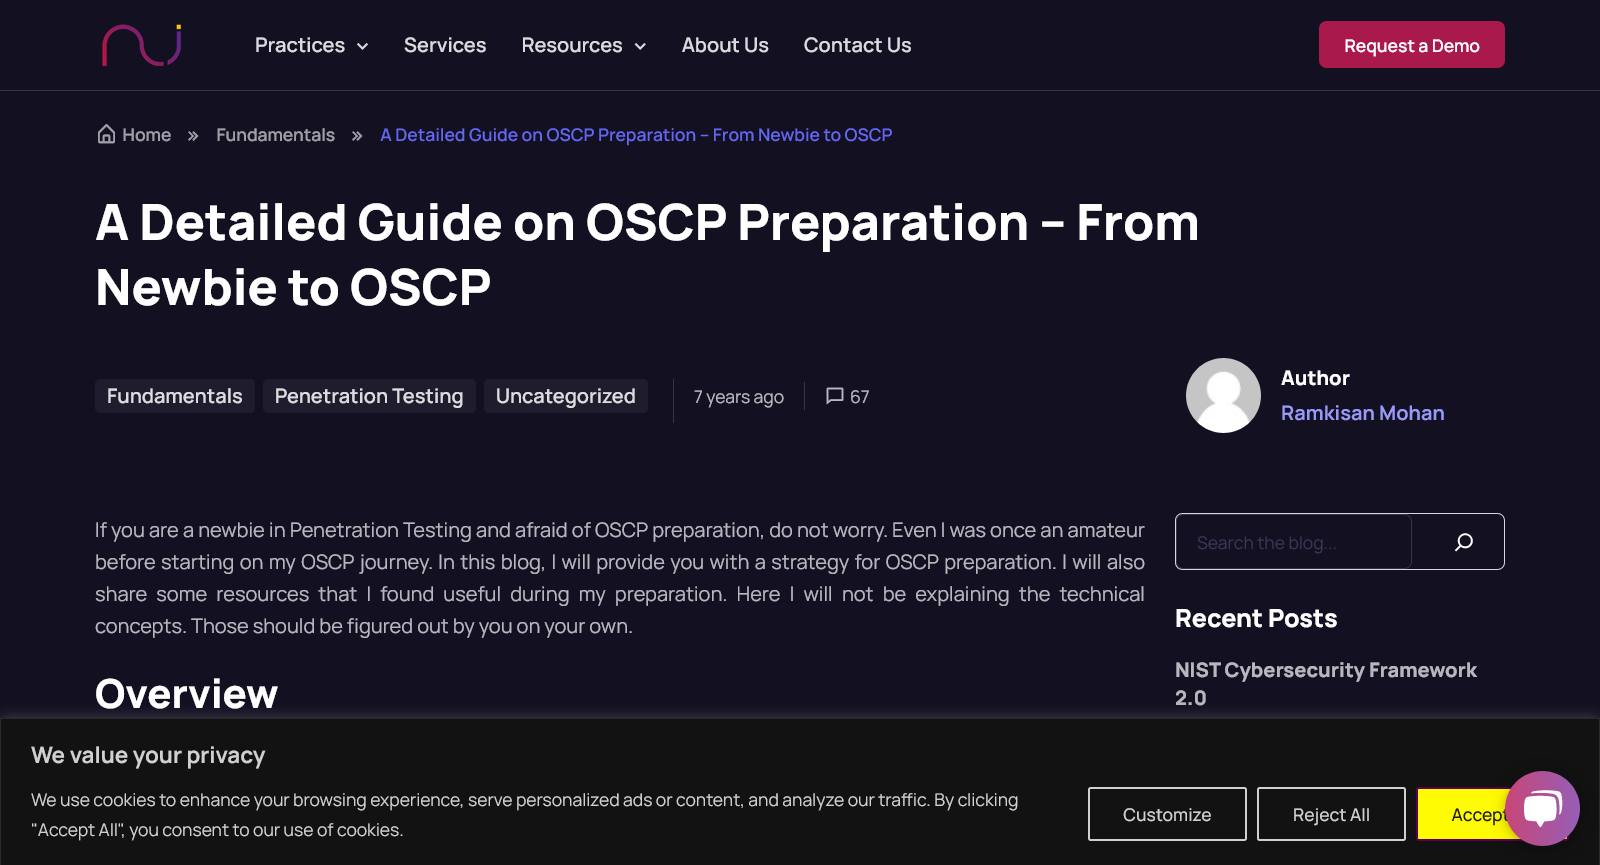 Practices
Services
Resources
About Us
Contact Us
Request a Demo
Home » Fundamentals » A Detailed Guide on OSCP Preparation – From Newbie to OSCP
A Detailed Guide on OSCP Preparation – From
Newbie to OSCP
Fundamentals
Penetration Testing
Uncategorized
7 years ago
67
Author
Ramkisan Mohan
If you are a newbie in Penetration Testing and afraid of OSCP preparation, do not worry. Even I was once an amateur
before starting on my OSCP journey. In this blog, I will provide you with a strategy for OSCP preparation. I will also
share some resources that I found useful during my preparation. Here I will not be explaining the technical
concepts. Those should be figured out by you on your own.
Overview
Search the blog...
Recent Posts
NIST Cybersecurity Framework
2.0
We value your privacy
We use cookies to enhance your browsing experience, serve personalized ads or content, and analyze our traffic. By clicking
"Accept All", you consent to our use of cookies.
Customize
Reject All
Accept